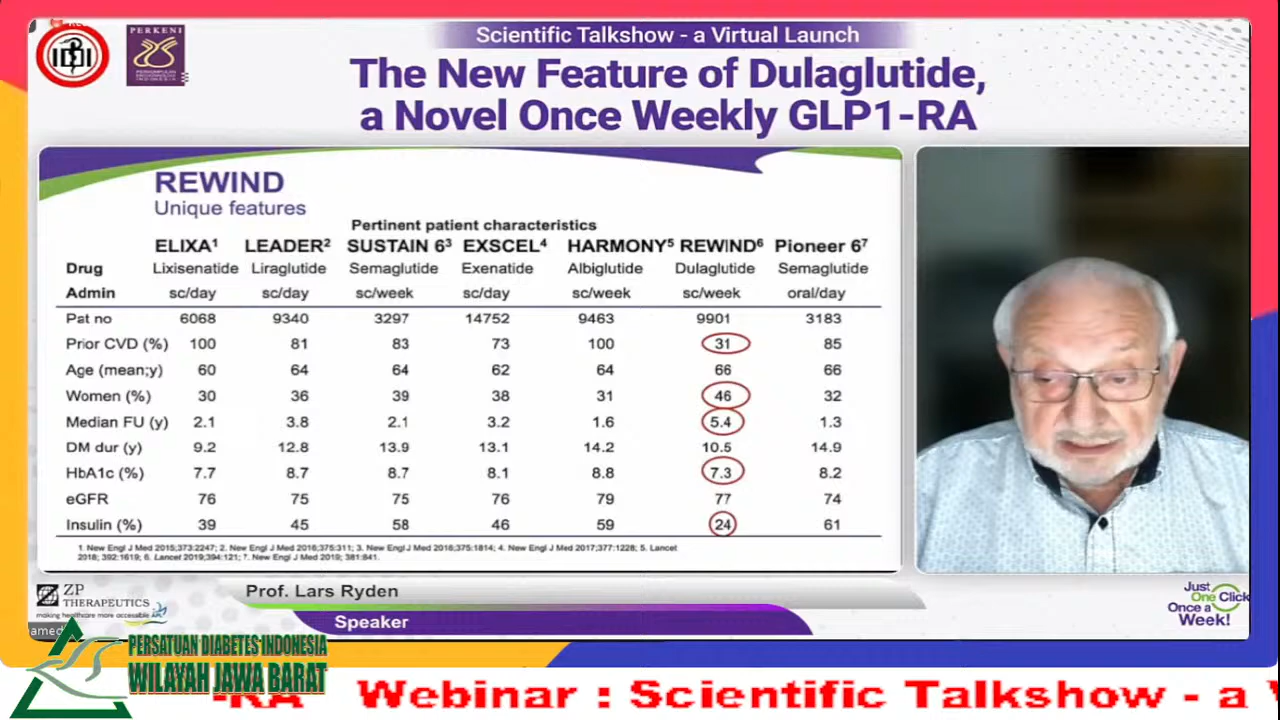 Scientific Talkshow - a Virtual Launch
IDI
PERKENI
The New Feature of Dulaglutide,
a Novel Once Weekly GLP1-RA
REWIND
Unique features
Pertinent patient characteristics
ELIXA¹ LEADER² SUSTAIN 6³ EXSCEL⁴ HARMONY⁵ REWIND⁶ Pioneer 6⁷
Drug Lixisenatide Liraglutide Semaglutide Exenatide Albiglutide Dulaglutide Semaglutide
Admin sc/day sc/day sc/week sc/day sc/week sc/week oral/day
Pat no 6068 9340 3297 14752 9463 9901 3183
Prior CVD (%) 100 81 83 73 100 31 85
Age (mean;y) 60 64 64 62 64 66 66
Women (%) 30 36 39 38 31 46 32
Median FU (y) 2.1 3.8 2.1 3.2 1.6 5.4 1.3
DM dur (y) 9.2 12.8 13.9 13.1 14.2 10.5 14.9
HbA1c (%) 7.7 8.7 8.7 8.1 8.8 7.3 8.2
eGFR 76 75 75 76 79 77 74
Insulin (%) 39 45 58 46 59 24 61
1. New Engl J Med 2015;373:2247; 2. New Engl J Med 2016;375:311; 3. New Engl J Med 2016;375:1814; 4. New Engl J Med 2017;377:1228; 5. Lancet
2018; 392:1619; 6. Lancet 2019;394:121; 7. New Engl J Med 2019; 381:841.
ZP
THERAPEUTICS
making healthcare more accessible
Prof. Lars Ryden
Speaker
Just
One Click
Once a
Week!
PERSATUAN DIABETES INDONESIA
WILAYAH JAWA BARAT
-RA Webinar : Scientific Talkshow - a